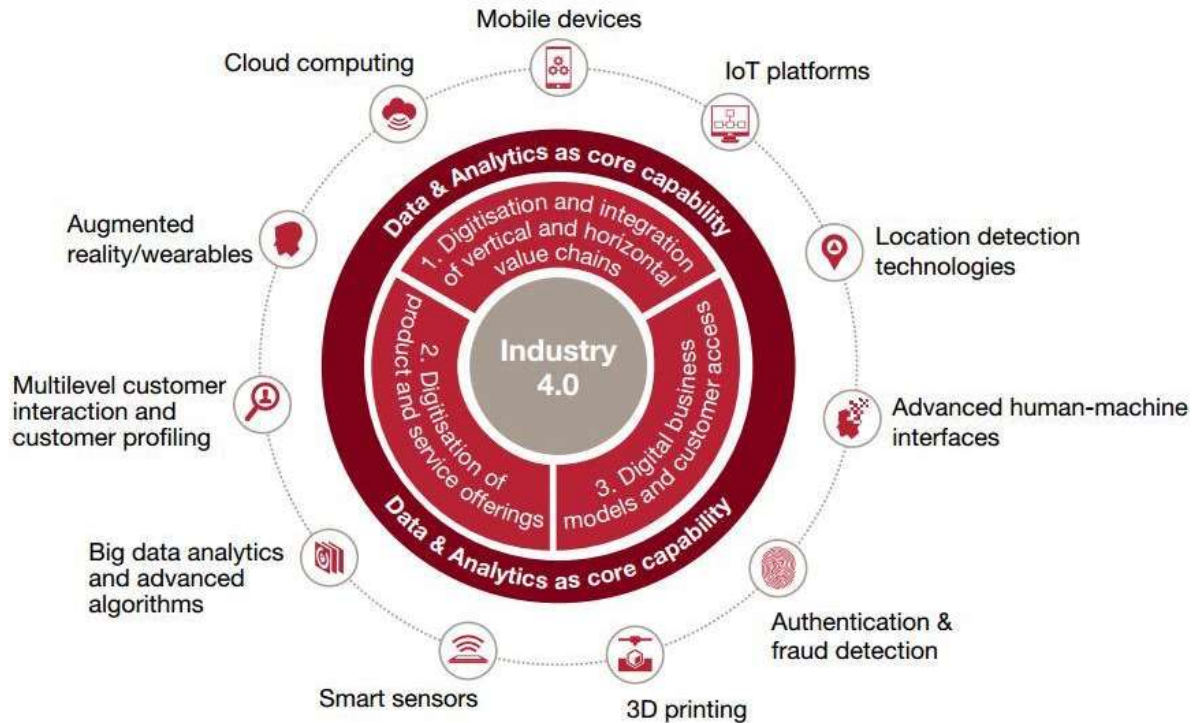 Mobile devices
Cloud computing
IoT platforms
Data & Analytics as core capability
1. Digitisation and integration
of vertical and horizontal
value chains
Augmented
reality/wearables
Location detection
technologies
Industry
4.0
2. Digitisation of
product and service offerings
3. Digital business
models and customer access
Multilevel customer
interaction and
customer profiling
Advanced human-machine
interfaces
Data & Analytics as core capability
Big data analytics
and advanced
algorithms
Authentication &
fraud detection
Smart sensors
3D printing